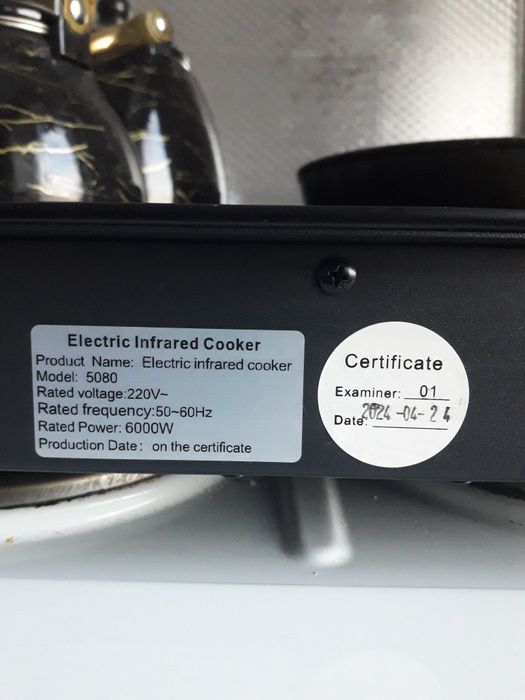 Electric Infrared Cooker
Product Name: Electric infrared cooker
Model: 5080
Rated voltage:220V~
Rated frequency:50~60Hz
Rated Power: 6000W
Production Date: on the certificate
Certificate
Examiner: 01
Date: 2024-04-24